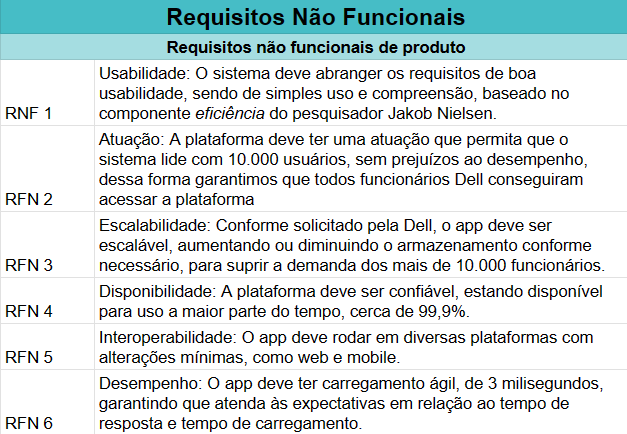 Requisitos Não Funcionais
Requisitos não funcionais de produto
Usabilidade: O sistema deve abranger os requisitos de boa
usabilidade, sendo de simples uso e compreensão, baseado no
RNF 1 componente eficiência do pesquisador Jakob Nielsen.
Atuação: A plataforma deve ter uma atuação que permita que o
sistema lide com 10.000 usuários, sem prejuízos ao desempenho,
dessa forma garantimos que todos funcionários Dell conseguiram
RFN 2 acessar a plataforma
Escalabilidade: Conforme solicitado pela Dell, o app deve ser
escalável, aumentando ou diminuindo o armazenamento conforme
RFN 3 necessário, para suprir a demanda dos mais de 10.000 funcionários.
Disponibilidade: A plataforma deve ser confiável, estando disponível
RFN 4 para uso a maior parte do tempo, cerca de 99,9%.
Interoperabilidade: O app deve rodar em diversas plataformas com
RFN 5 alterações mínimas, como web e mobile.
Desempenho: O app deve ter carregamento ágil, de 3 milisegundos,
garantindo que atenda às expectativas em relação ao tempo de
RFN 6 resposta e tempo de carregamento.